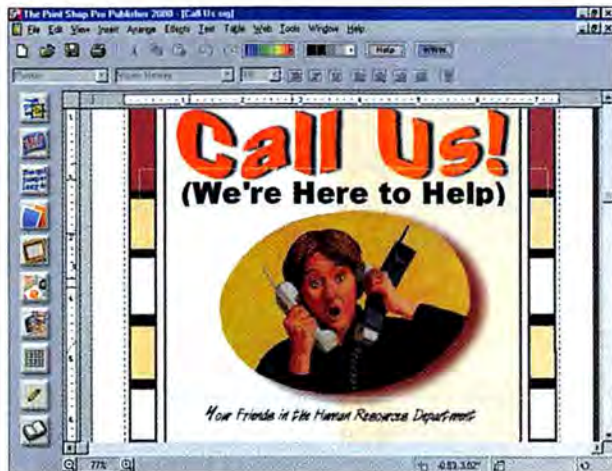 The Print Shop Pro Publisher 2000 - [Call Us.sig]
File Edit View Insert Arrange Effects Text Table Web Tools Window Help
Help WWW
Call Us!
(We're Here to Help)
Your Friends in the Human Resources Department
77%